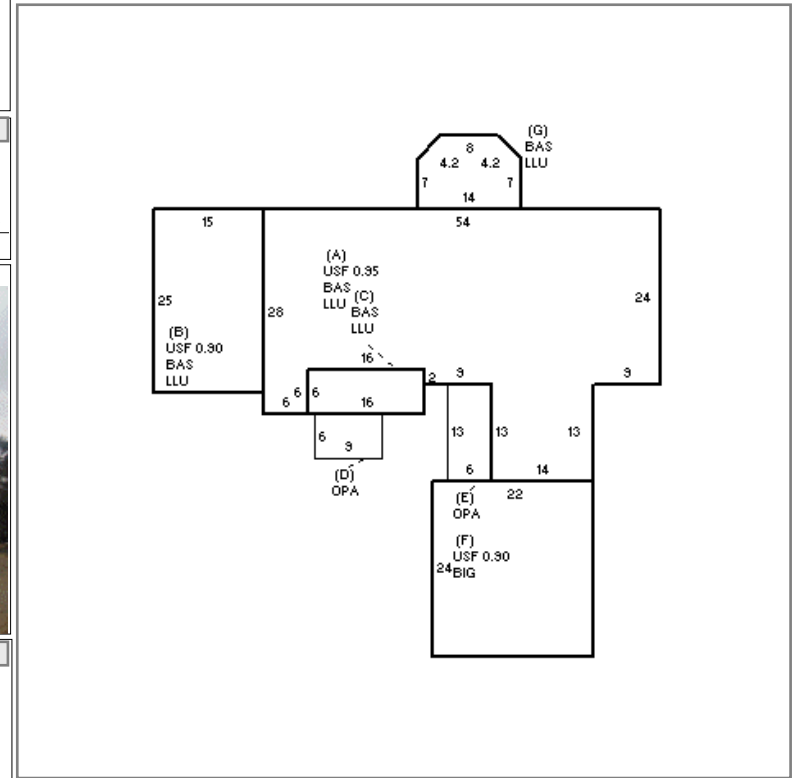 (G)
BAS
LLU
8
4.2 4.2
7 7
14
15
54
(A)
USF 0.95
BAS
LLU
(C)
BAS
LLU
25
28
24
(B)
USF 0.90
BAS
LLU
16
2
9
9
6
6
6
16
6
9
(D)
OPA
13
13
13
6
14
(E)
OPA
22
(F)
USF 0.90
BIG
24